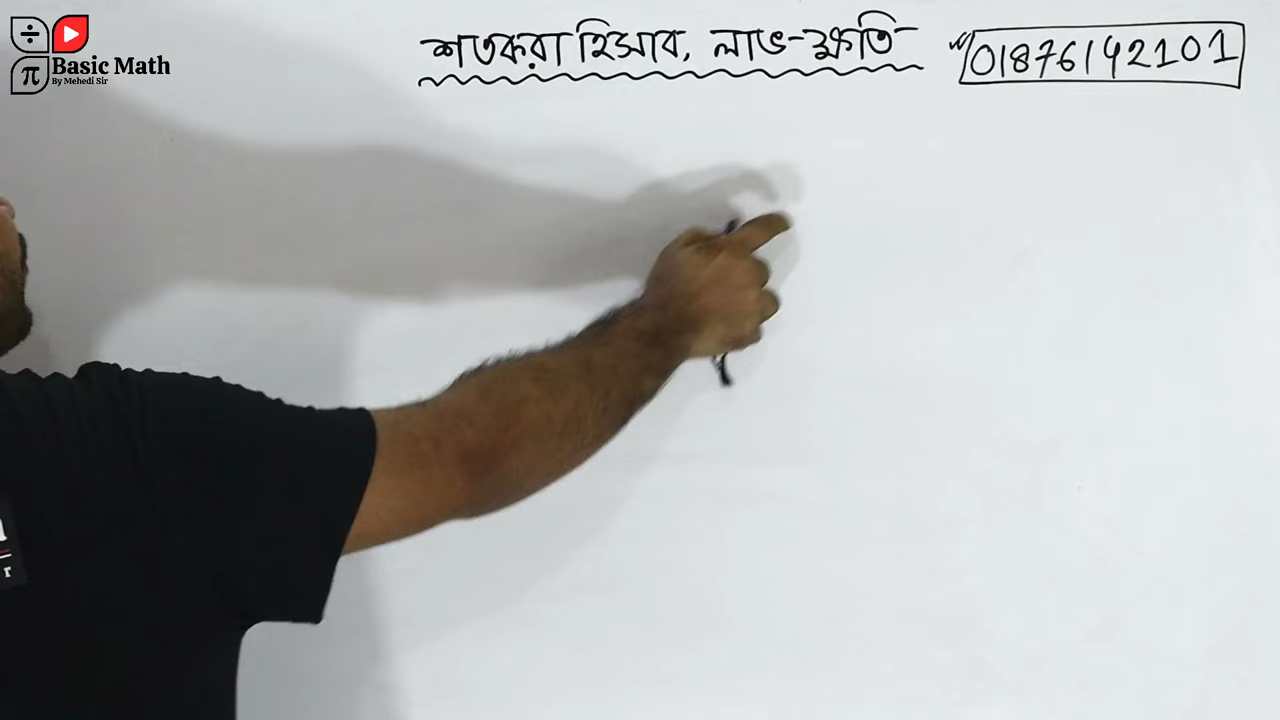 ÷
π
Basic Math
By Mehedi Sir
শতকরা হিসাব, লাভ-ক্ষতি
01876142101